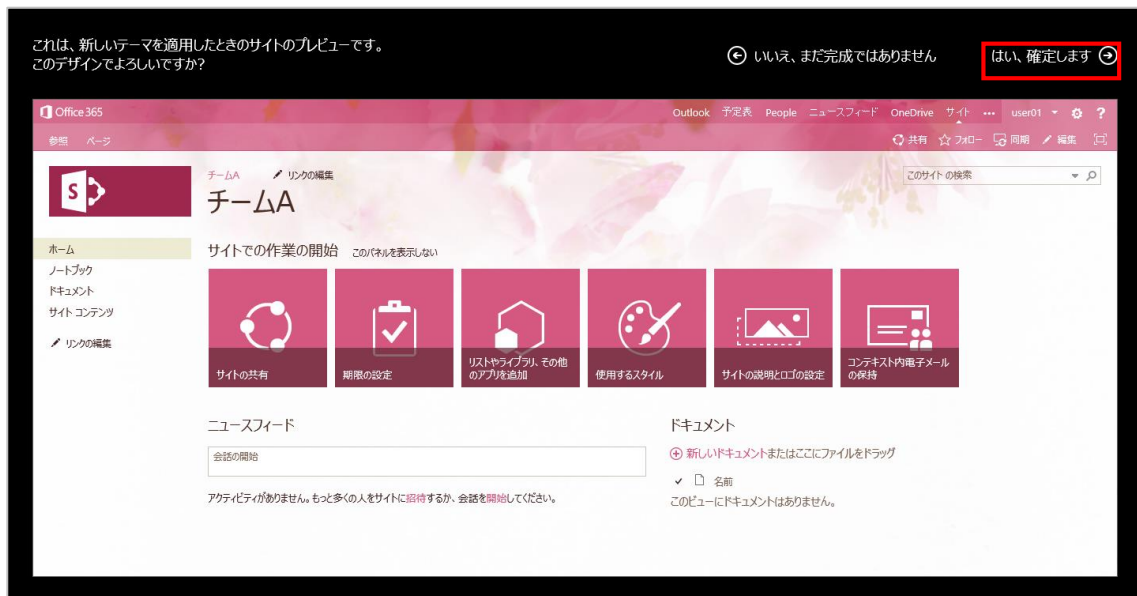 これは、新しいテーマを適用したときのサイトのプレビューです。
このデザインでよろしいですか?
いいえ、まだ完成ではありません
はい、確定します
Office 365
Outlook 予定表 People ニュースフィード OneDrive サイト ••• user01 ?
参照 ページ
共有 フォロー 同期 編集
S
チームA リンクの編集
このサイト の検索
チームA
ホーム
ノートブック
ドキュメント
サイト コンテンツ
リンクの編集
サイトでの作業の開始 このパネルを表示しない
サイトの共有
期限の設定
リストやライブラリ、その他
のアプリを追加
使用するスタイル
サイトの説明とロゴの設定
コンテキスト内電子メール
の保持
ニュースフィード
会話の開始
アクティビティがありません。もっと多くの人をサイトに招待するか、会話を開始してください。
ドキュメント
新しいドキュメントまたはここにファイルをドラッグ
名前
このビューにドキュメントはありません。